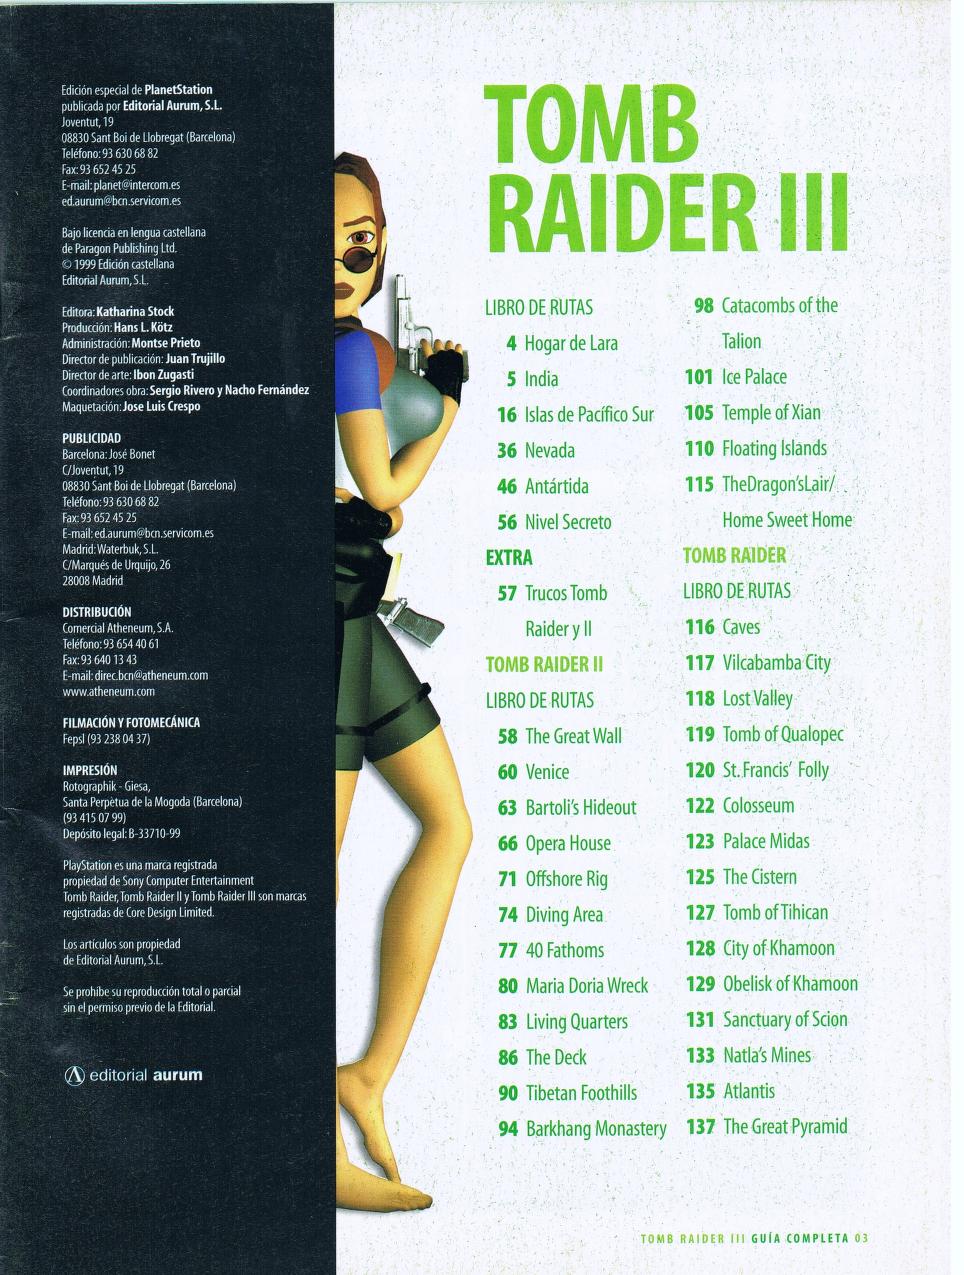 Edición especial de PlanetStation
publicada por Editorial Aurum, S.L.
Joventut, 19
08830 Sant Boi de Llobregat (Barcelona)
Teléfono: 93 630 68 82
Fax: 93 652 45 25
E-mail: planet@intercom.es
ed.aurum@bcn.servicom.es
Bajo licencia en lengua castellana
de Paragon Publishing Ltd.
© 1999 Edición castellana
Editorial Aurum, S.L.
Editora: Katharina Stock
Producción: Hans L. Kötz
Administración: Montse Prieto
Director de publicación: Juan Trujillo
Director de arte: Ibon Zugasti
Coordinadores obra: Sergio Rivero y Nacho Fernández
Maquetación: Jose Luis Crespo
PUBLICIDAD
Barcelona: José Bonet
C/Joventut, 19
08830 Sant Boi de Llobregat (Barcelona)
Teléfono: 93 630 68 82
Fax: 93 652 45 25
E-mail: ed.aurum@bcn.servicom.es
Madrid: Waterbuk, S.L.
C/Marqués de Urquijo, 26
28008 Madrid
DISTRIBUCIÓN
Comercial Atheneum, S.A.
Teléfono: 93 654 40 61
Fax: 93 640 13 43
E-mail: direc.bcn@atheneum.com
www.atheneum.com
FILMACIÓN Y FOTOMECÁNICA
Fepsl (93 238 04 37)
IMPRESIÓN
Rotographik - Giesa,
Santa Perpètua de la Mogoda (Barcelona)
(93 415 07 99)
Depósito legal: B-33710-99
PlayStation es una marca registrada
propiedad de Sony Computer Entertainment
Tomb Raider, Tomb Raider II y Tomb Raider III son marcas
registradas de Core Design Limited.
Los artículos son propiedad
de Editorial Aurum, S.L.
Se prohíbe su reproducción total o parcial
sin el permiso previo de la Editorial.
editorial aurum
TOMB
RAIDER III
LIBRO DE RUTAS
4 Hogar de Lara
5 India
16 Islas de Pacífico Sur
36 Nevada
46 Antártida
56 Nivel Secreto
EXTRA
57 Trucos Tomb
Raider y II
TOMB RAIDER II
LIBRO DE RUTAS
58 The Great Wall
60 Venice
63 Bartoli's Hideout
66 Opera House
71 Offshore Rig
74 Diving Area
77 40 Fathoms
80 Maria Doria Wreck
83 Living Quarters
86 The Deck
90 Tibetan Foothills
94 Barkhang Monastery
98 Catacombs of the
Talion
101 Ice Palace
105 Temple of Xian
110 Floating Islands
115 TheDragon'sLair/
Home Sweet Home
TOMB RAIDER
LIBRO DE RUTAS
116 Caves
117 Vilcabamba City
118 Lost Valley
119 Tomb of Qualopec
120 St. Francis' Folly
122 Colosseum
123 Palace Midas
125 The Cistern
127 Tomb of Tihican
128 City of Khamoon
129 Obelisk of Khamoon
131 Sanctuary of Scion
133 Natla's Mines
135 Atlantis
137 The Great Pyramid
TOMB RAIDER III GUÍA COMPLETA 03